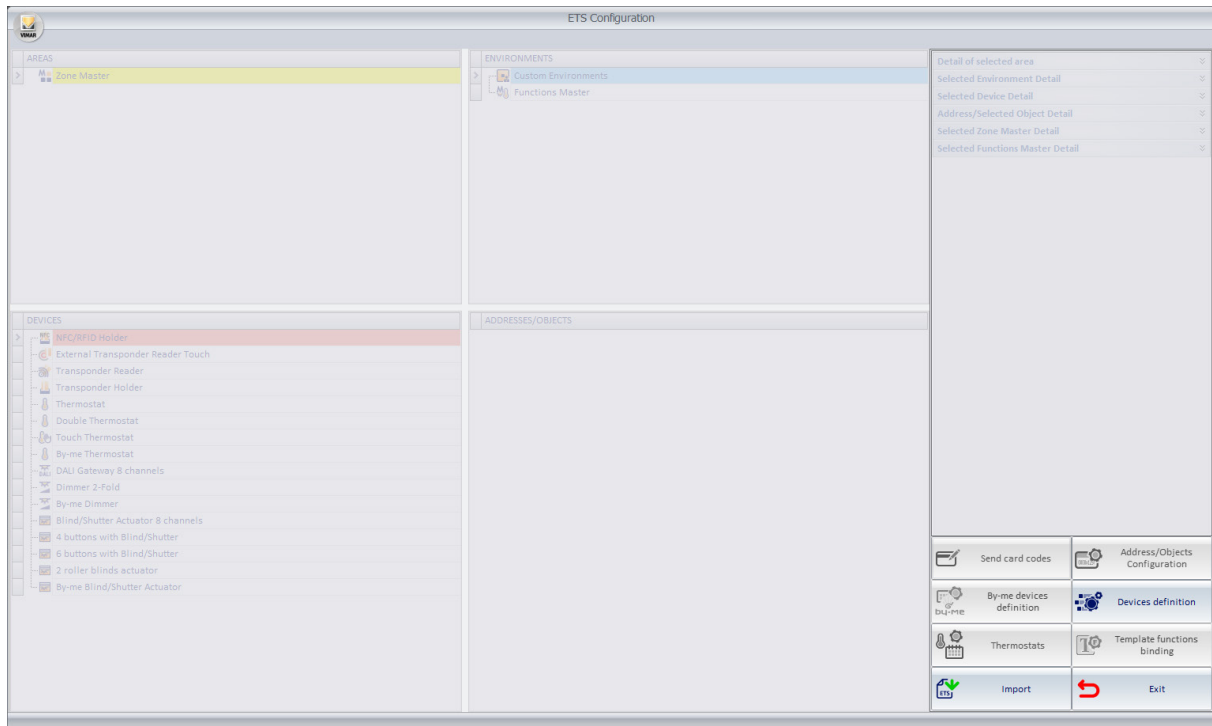 ETS Configuration
VIMAR
AREAS
Zone Master
ENVIRONMENTS
Custom Environments
Functions Master
Detail of selected area
Selected Environment Detail
Selected Device Detail
Address/Selected Object Detail
Selected Zone Master Detail
Selected Functions Master Detail
DEVICES
NFC/RFID Holder
External Transponder Reader Touch
Transponder Reader
Transponder Holder
Thermostat
Double Thermostat
Touch Thermostat
By-me Thermostat
DALI Gateway 8 channels
Dimmer 2-Fold
By-me Dimmer
Blind/Shutter Actuator 8 channels
4 buttons with Blind/Shutter
6 buttons with Blind/Shutter
2 roller blinds actuator
By-me Blind/Shutter Actuator
ADDRESSES/OBJECTS
Send card codes
Address/Objects
Configuration
by-me
By-me devices
definition
Devices definition
Thermostats
Template functions
binding
ETS
Import
Exit